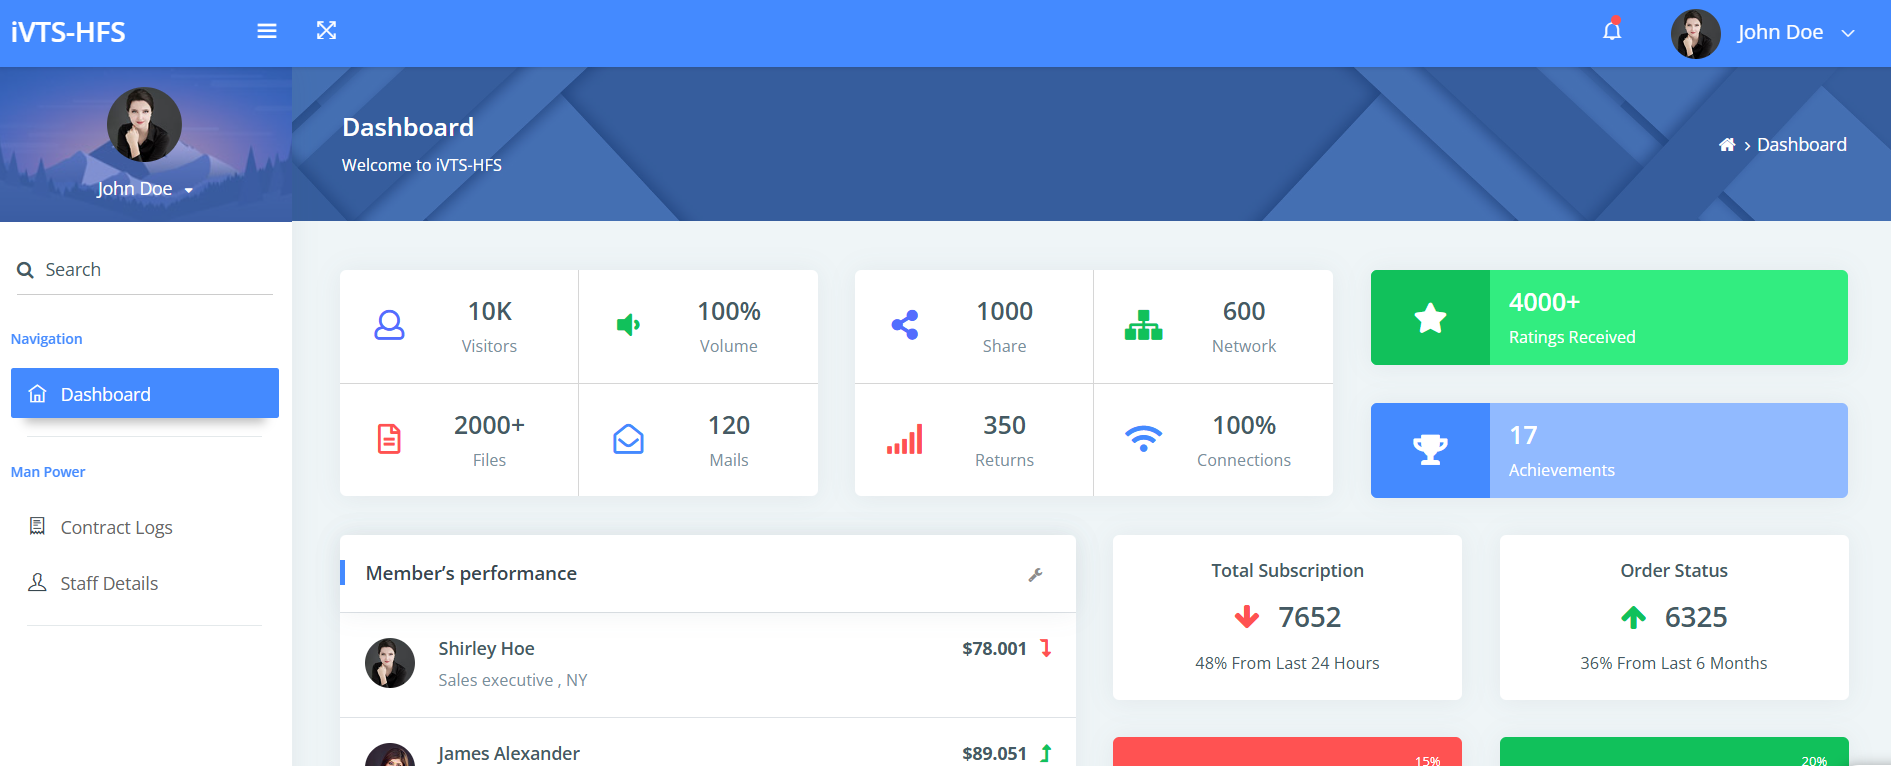 iVTS-HFS
John Doe
John Doe
Dashboard
Welcome to iVTS-HFS
Dashboard
Search
Navigation
Dashboard
Man Power
Contract Logs
Staff Details
10K
Visitors
100%
Volume
2000+
Files
120
Mails
1000
Share
600
Network
350
Returns
100%
Connections
4000+
Ratings Received
17
Achievements
Member’s performance
Shirley Hoe
$78.001
Sales executive , NY
James Alexander
$89.051
Total Subscription
7652
48% From Last 24 Hours
Order Status
6325
36% From Last 6 Months
15%
20%